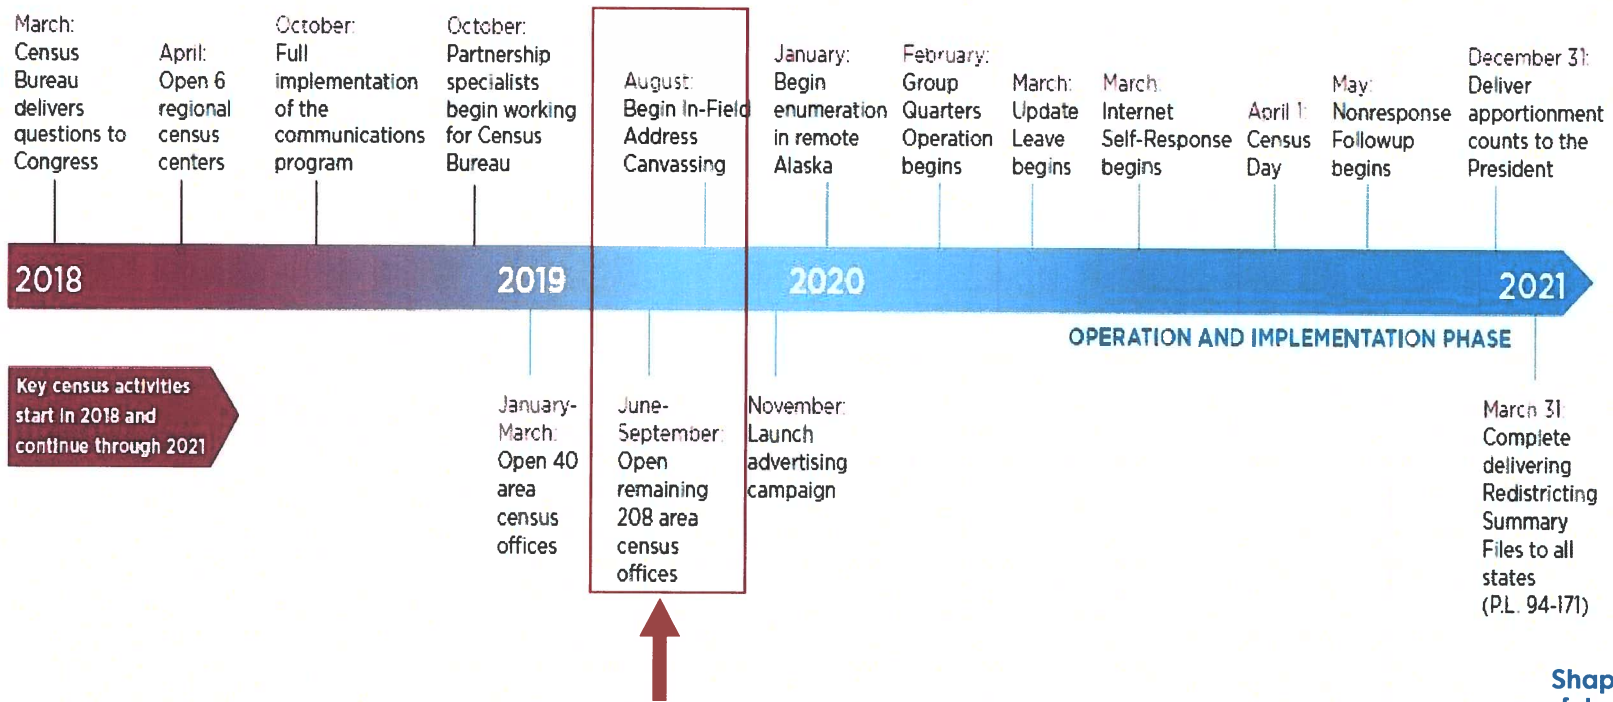 March:
Census
Bureau
delivers
questions to
Congress
April:
Open 6
regional
census
centers
October:
Full
implementation
of the
communications
program
October:
Partnership
specialists
begin working
for Census
Bureau
August:
Begin In-Field
Address
Canvassing
January:
Begin
enumeration
in remote
Alaska
February:
Group
Quarters
Operation
begins
March:
Update
Leave
begins
March:
Internet
Self-Response
begins
April 1:
Census
Day
May:
Nonresponse
Followup
begins
December 31:
Deliver
apportionment
counts to the
President
2018
2019
2020
2021
OPERATION AND IMPLEMENTATION PHASE
Key census activities
start in 2018 and
continue through 2021
January-
March:
Open 40
area
census
offices
June-
September:
Open
remaining
208 area
census
offices
November:
Launch
advertising
campaign
March 31:
Complete
delivering
Redistricting
Summary
Files to all
states
(P.L. 94-171)
Shap